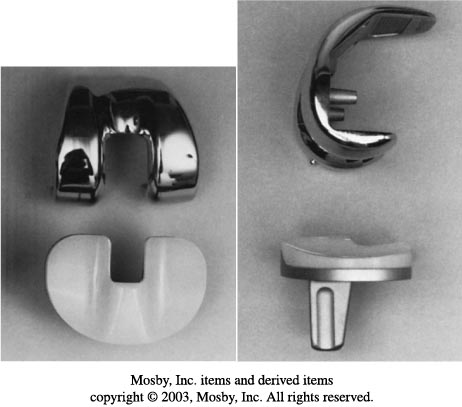 Mosby, Inc. items and derived items
copyright © 2003, Mosby, Inc. All rights reserved.